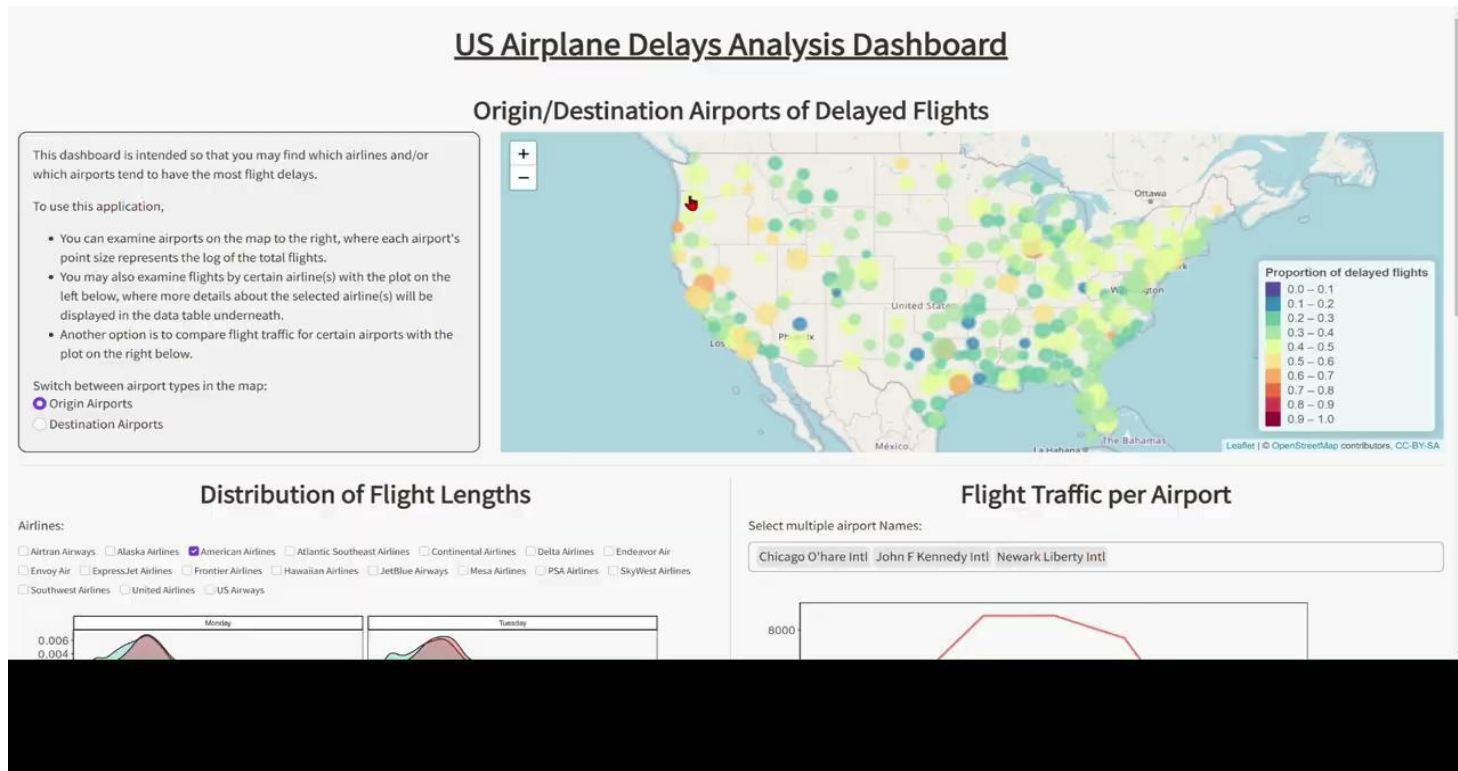 US Airplane Delays Analysis Dashboard
Origin/Destination Airports of Delayed Flights
This dashboard is intended so that you may find which airlines and/or
which airports tend to have the most flight delays.
To use this application,
• You can examine airports on the map to the right, where each airport's
point size represents the log of the total flights.
• You may also examine flights by certain airline(s) with the plot on the
left below, where more details about the selected airline(s) will be
displayed in the data table underneath.
• Another option is to compare flight traffic for certain airports with the
plot on the right below.
Switch between airport types in the map:
Origin Airports
Destination Airports
+
−
Ottawa
United State
Los
México
La Habana
The Bahamas
Proportion of delayed flights
0.0 – 0.1
0.1 – 0.2
0.2 – 0.3
0.3 – 0.4
0.4 – 0.5
0.5 – 0.6
0.6 – 0.7
0.7 – 0.8
0.8 – 0.9
0.9 – 1.0
Leaflet | © OpenStreetMap contributors, CC-BY-SA
Distribution of Flight Lengths
Airlines:
Airtran Airways Alaska Airlines American Airlines Atlantic Southeast Airlines Continental Airlines Delta Airlines Endeavor Air
Envoy Air ExpressJet Airlines Frontier Airlines Hawaiian Airlines JetBlue Airways Mesa Airlines PSA Airlines SkyWest Airlines
Southwest Airlines United Airlines US Airways
Monday Tuesday
0.006
0.004
Flight Traffic per Airport
Select multiple airport Names:
Chicago O'hare Intl John F Kennedy Intl Newark Liberty Intl
8000